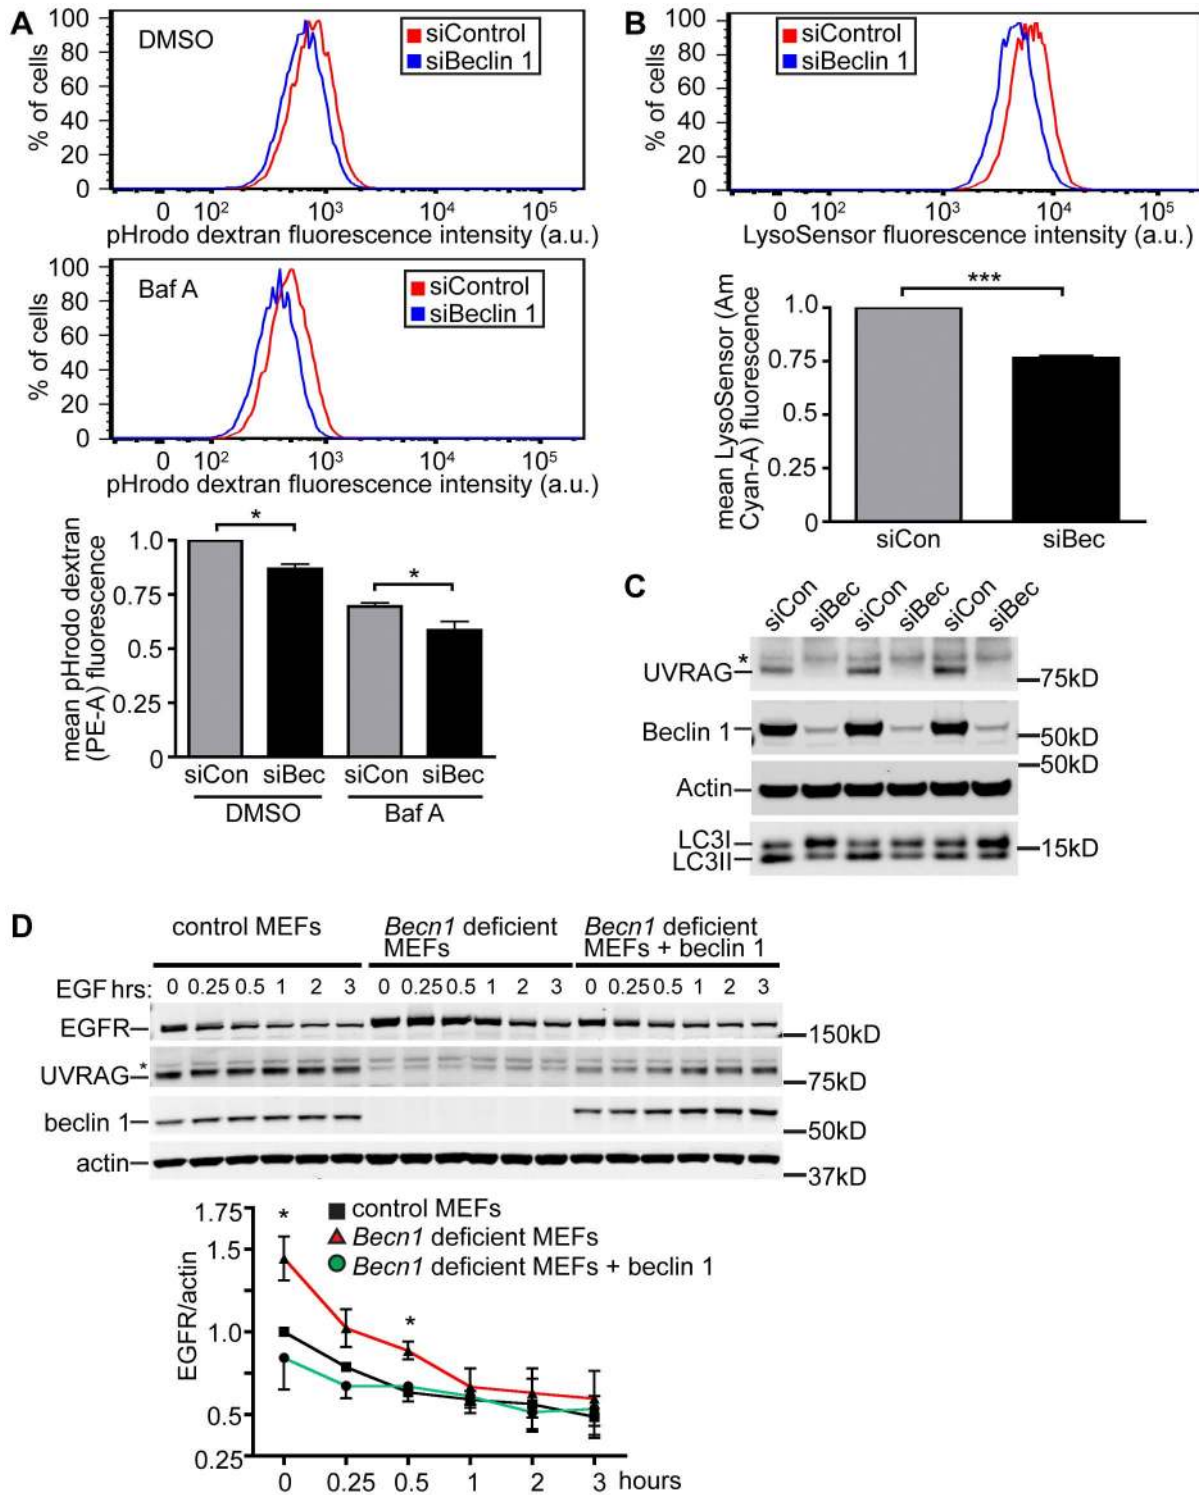 A
DMSO
siControl
siBeclin 1
% of cells
100
80
60
40
20
0
0 10² 10³ 10⁴ 10⁵
pHrodo dextran fluorescence intensity (a.u.)
Baf A
siControl
siBeclin 1
% of cells
100
80
60
40
20
0
0 10² 10³ 10⁴ 10⁵
pHrodo dextran fluorescence intensity (a.u.)
mean pHrodo dextran
(PE-A) fluorescence
1.0
0.75
0.5
0.25
0
*
*
siCon siBec siCon siBec
DMSO Baf A
B
siControl
siBeclin 1
% of cells
100
80
60
40
20
0
0 10³ 10⁴ 10⁵
LysoSensor fluorescence intensity (a.u.)
mean LysoSensor (Am
Cyan-A) fluorescence
1.0
0.75
0.5
0.25
0
***
siCon siBec
C
siCon siBec siCon siBec siCon siBec
*
UVRAG 75kD
Beclin 1 50kD
50kD
Actin
LC3I 15kD
LC3II
D
control MEFs Becn1 deficient Becn1 deficient
MEFs MEFs + beclin 1
EGF hrs: 0 0.25 0.5 1 2 3 0 0.25 0.5 1 2 3 0 0.25 0.5 1 2 3
EGFR 150kD
*
UVRAG 75kD
beclin 1 50kD
actin 37kD
EGFR/actin
1.75
1.5
1.0
0.5
0.25
*
*
control MEFs
Becn1 deficient MEFs
Becn1 deficient MEFs + beclin 1
0 0.25 0.5 1 2 3 hours